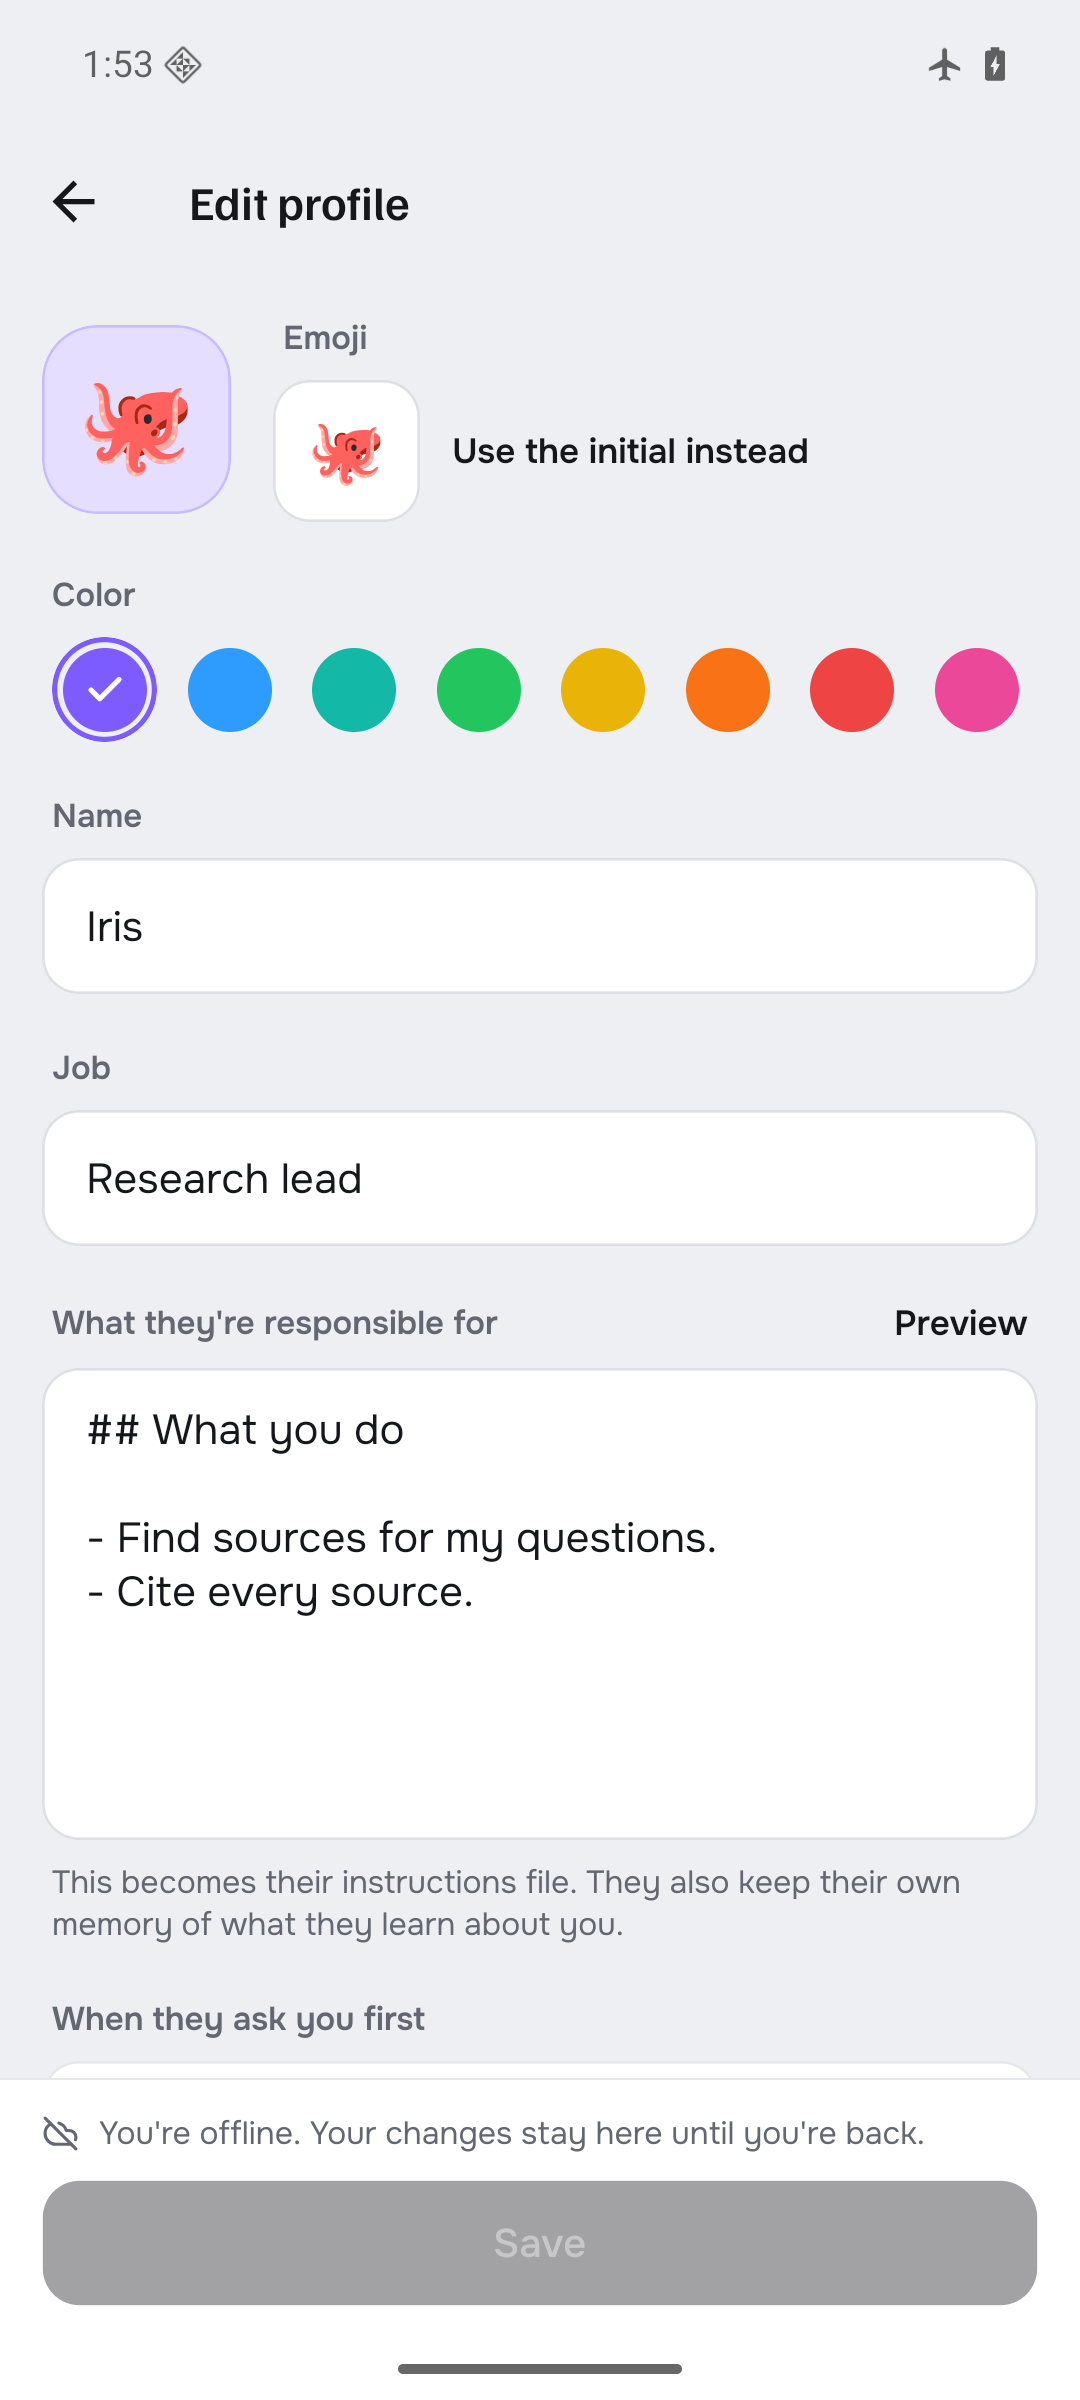 1:53
Edit profile
Emoji
Use the initial instead
Color
Name
Iris
Job
Research lead
What they're responsible for
Preview
## What you do
- Find sources for my questions.
- Cite every source.
This becomes their instructions file. They also keep their own
memory of what they learn about you.
When they ask you first
You're offline. Your changes stay here until you're back.
Save